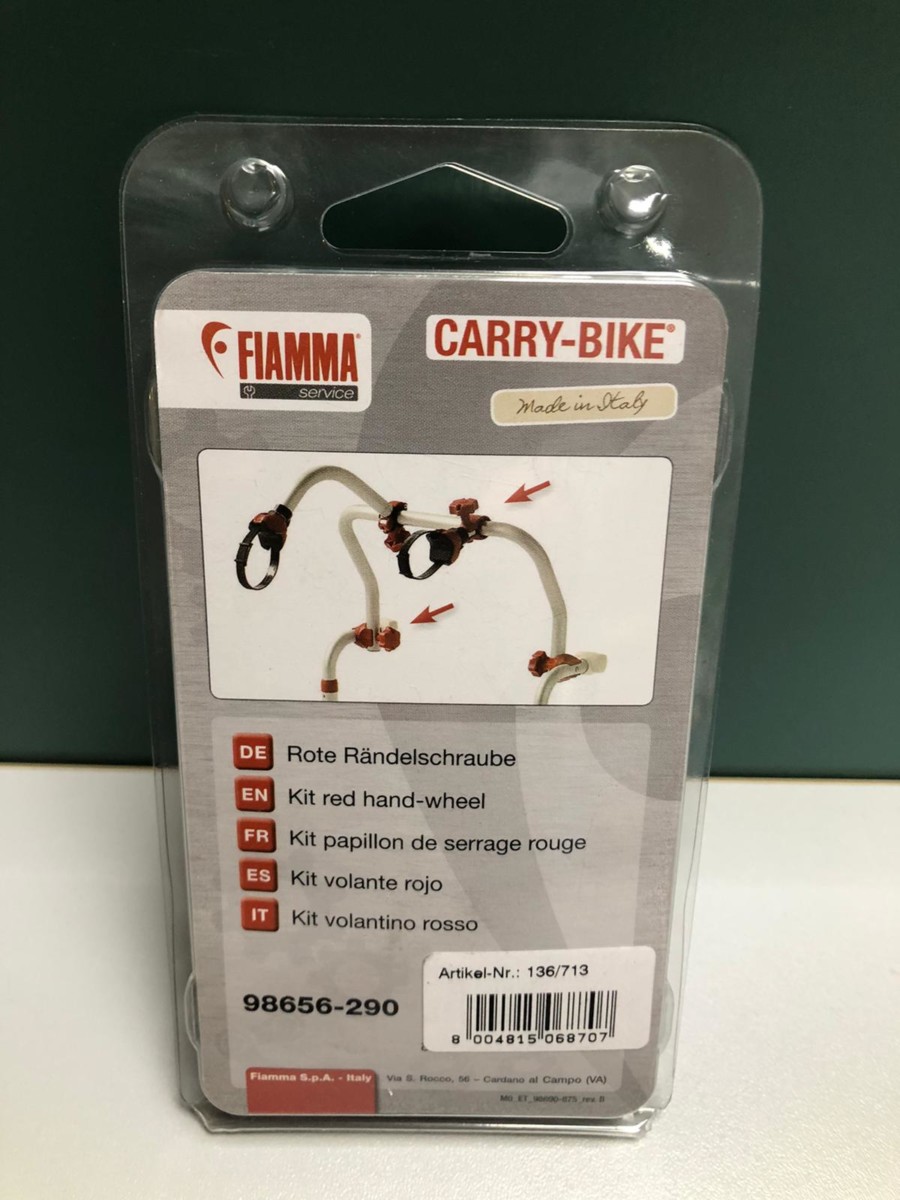 FIAMMA®
service
CARRY-BIKE®
Made in Italy
DE Rote Rändelschraube
EN Kit red hand-wheel
FR Kit papillon de serrage rouge
ES Kit volante rojo
IT Kit volantino rosso
Artikel-Nr.: 136/713
98656-290
8 004815 068707
Fiamma S.p.A. - Italy
Via S. Rocco, 56 – Cardano al Campo (VA)